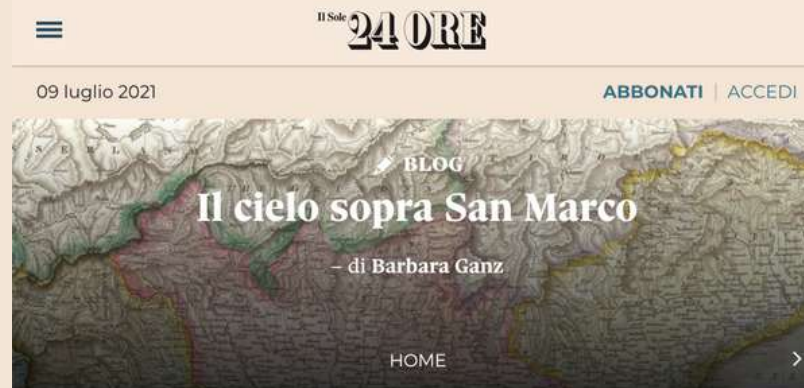 Il Sole
24 ORE
09 luglio 2021
ABBONATI | ACCEDI
BLOG
Il cielo sopra San Marco
– di Barbara Ganz
HOME